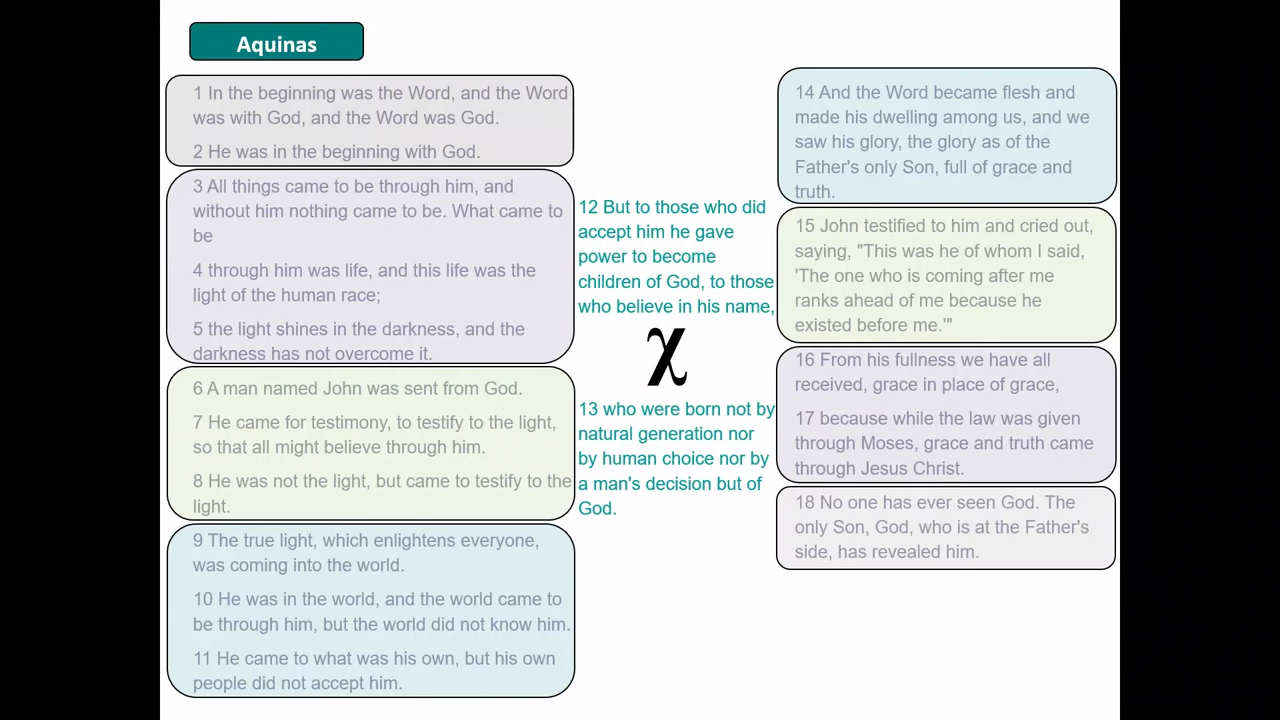 Aquinas
1 In the beginning was the Word, and the Word
was with God, and the Word was God.
2 He was in the beginning with God.
3 All things came to be through him, and
without him nothing came to be. What came to
be
4 through him was life, and this life was the
light of the human race;
5 the light shines in the darkness, and the
darkness has not overcome it.
6 A man named John was sent from God.
7 He came for testimony, to testify to the light,
so that all might believe through him.
8 He was not the light, but came to testify to the
light.
9 The true light, which enlightens everyone,
was coming into the world.
10 He was in the world, and the world came to
be through him, but the world did not know him.
11 He came to what was his own, but his own
people did not accept him.
12 But to those who did
accept him he gave
power to become
children of God, to those
who believe in his name,
χ
13 who were born not by
natural generation nor
by human choice nor by
a man's decision but of
God.
14 And the Word became flesh and
made his dwelling among us, and we
saw his glory, the glory as of the
Father's only Son, full of grace and
truth.
15 John testified to him and cried out,
saying, "This was he of whom I said,
'The one who is coming after me
ranks ahead of me because he
existed before me.'"
16 From his fullness we have all
received, grace in place of grace,
17 because while the law was given
through Moses, grace and truth came
through Jesus Christ.
18 No one has ever seen God. The
only Son, God, who is at the Father's
side, has revealed him.